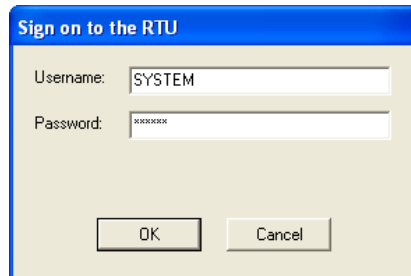 Sign on to the RTU
Username: SYSTEM
Password: ******
OK Cancel